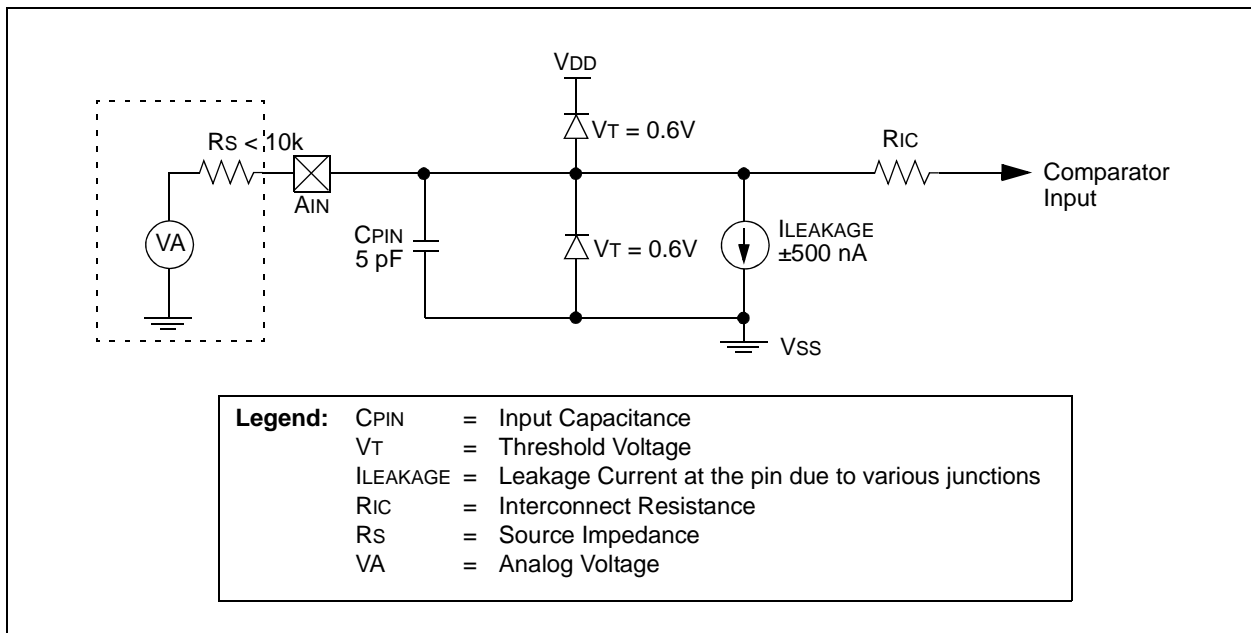 VDD
VT = 0.6V
RS < 10k
RIC
AIN
Comparator
Input
VA
CPIN
5 pF
VT = 0.6V
ILEAKAGE
±500 nA
VSS
Legend: CPIN = Input Capacitance
VT = Threshold Voltage
ILEAKAGE = Leakage Current at the pin due to various junctions
RIC = Interconnect Resistance
RS = Source Impedance
VA = Analog Voltage